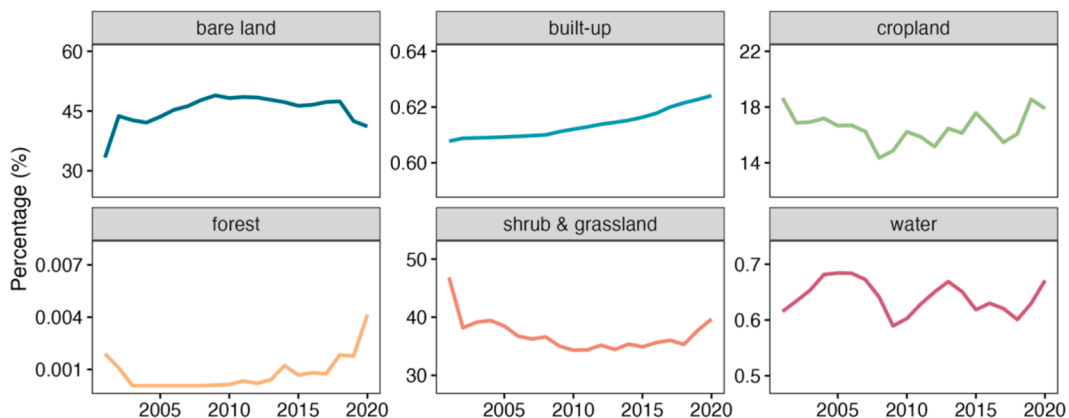 bare land
built-up
cropland
60
45
30
0.64
0.62
0.60
22
18
14
Percentage (%)
forest
shrub & grassland
water
0.007
0.004
0.001
50
40
30
0.7
0.6
0.5
2005 2010 2015 2020
2005 2010 2015 2020
2005 2010 2015 2020